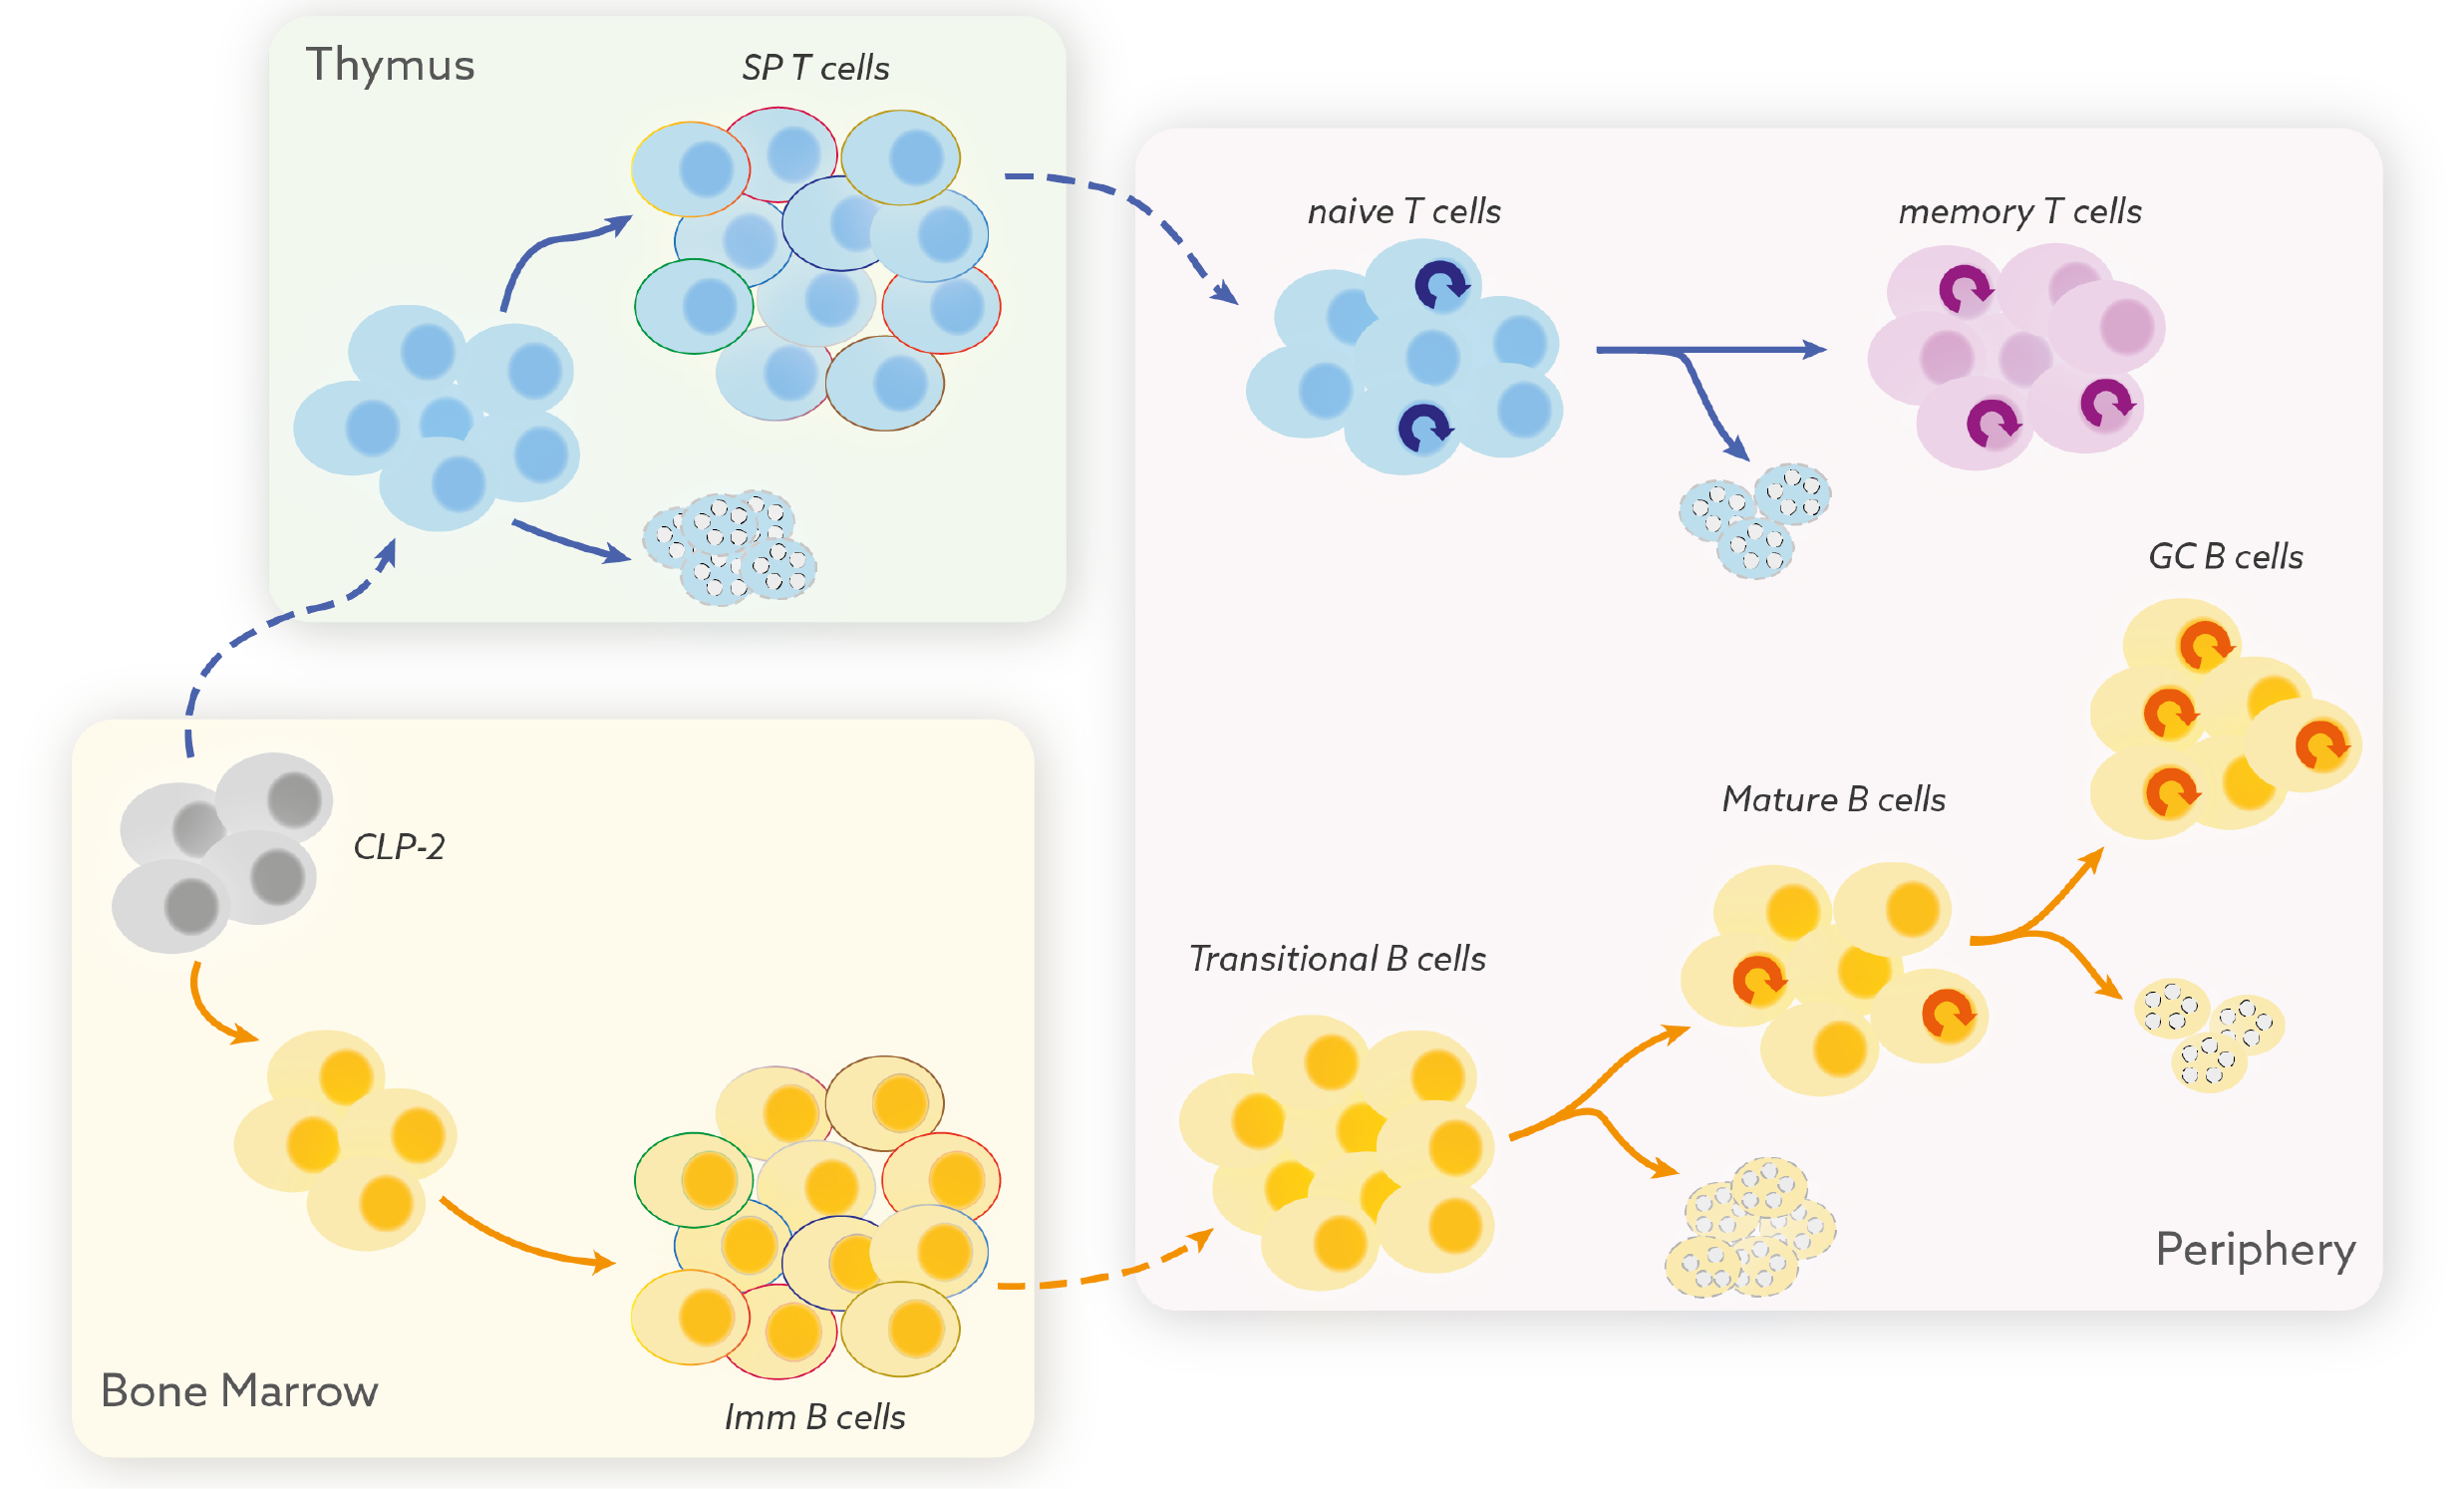 Thymus
SP T cells
naive T cells
memory T cells
GC B cells
Mature B cells
CLP-2
Transitional B cells
Periphery
Bone Marrow
Imm B cells